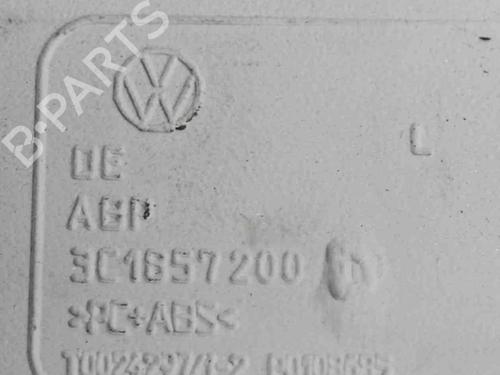 B-PARTS
L
DE
ABP
3C1857200
>PC+ABS<